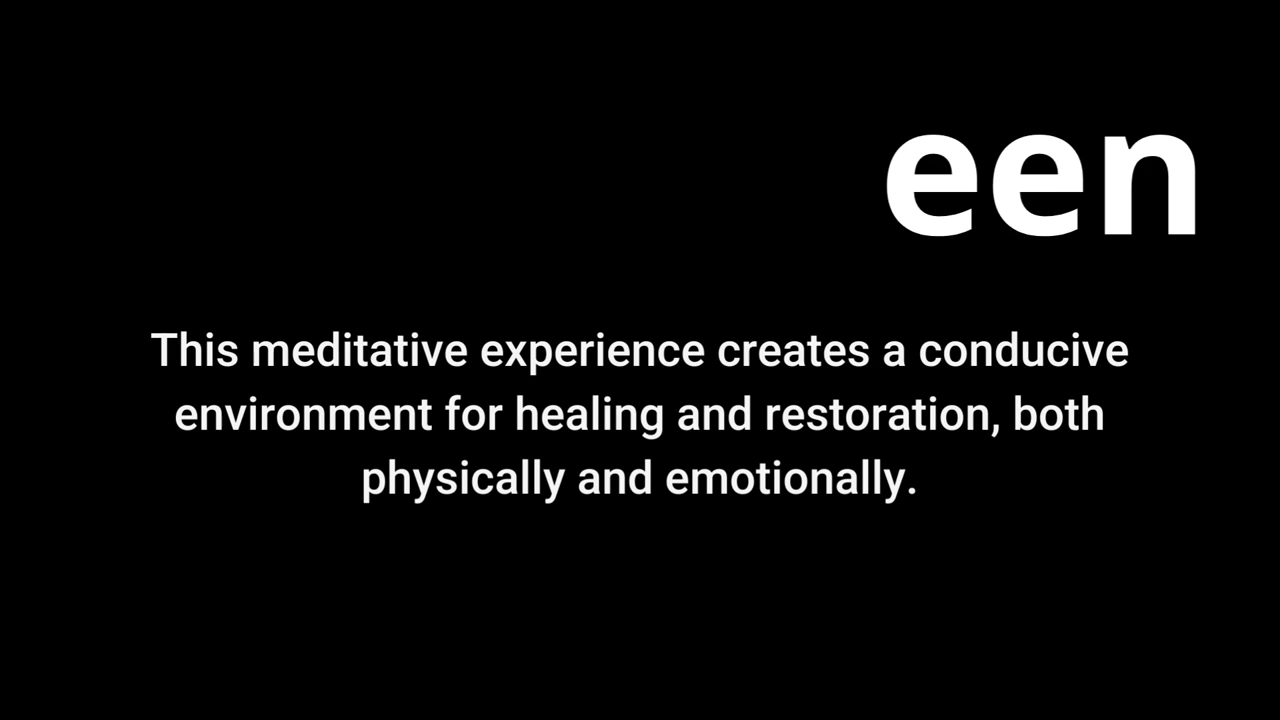 een
This meditative experience creates a conducive
environment for healing and restoration, both
physically and emotionally.